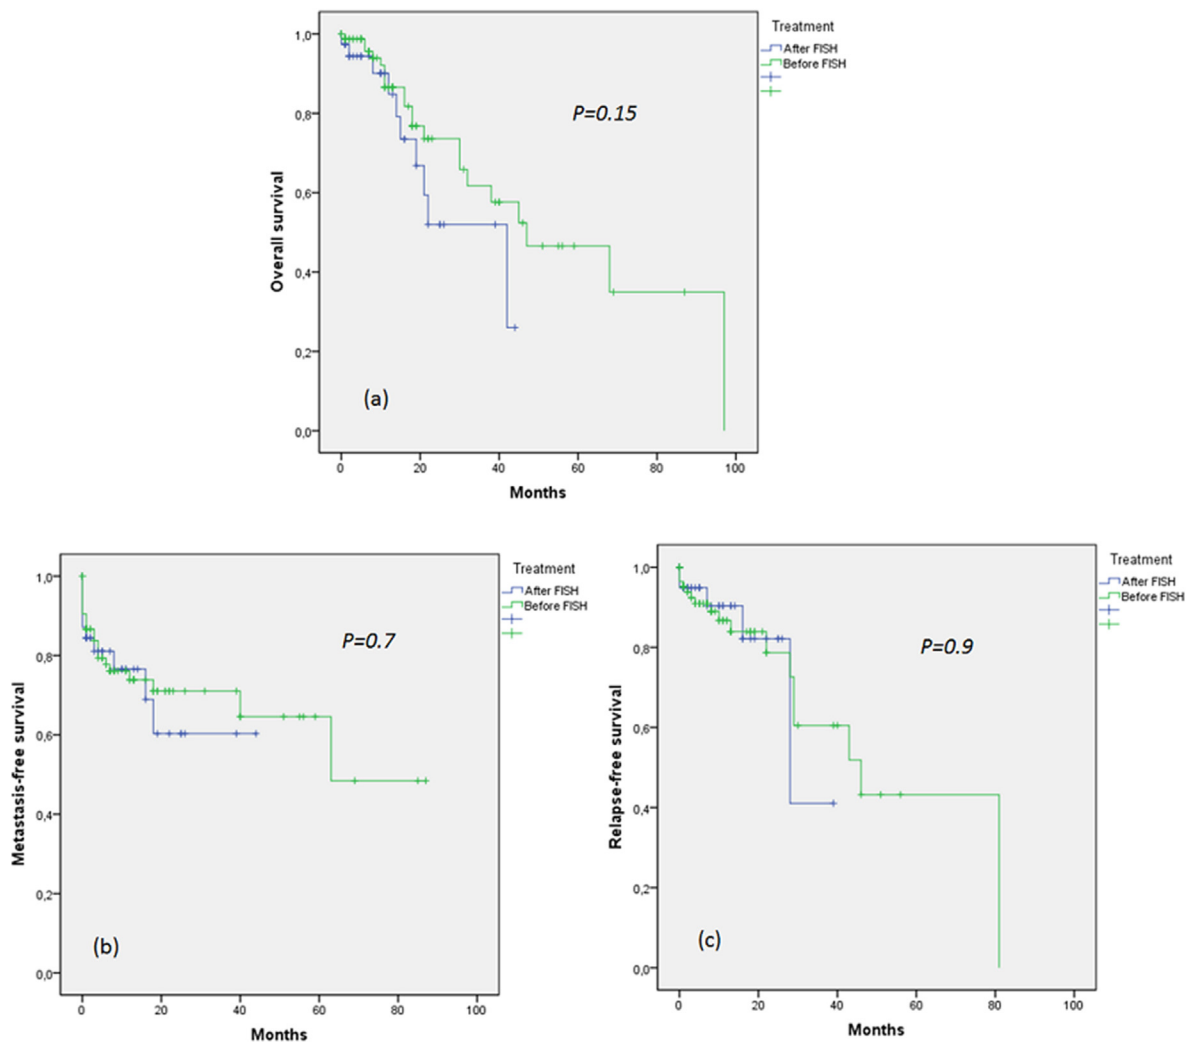 Treatment
After FISH
Before FISH
1,0
0,8
0,6
0,4
0,2
0,0
Overall survival
P=0.15
(a)
0 20 40 60 80 100
Months
Treatment
After FISH
Before FISH
1,0
0,8
0,6
0,4
0,2
0,0
Metastasis-free survival
P=0.7
(b)
0 20 40 60 80 100
Months
Treatment
After FISH
Before FISH
1,0
0,8
0,6
0,4
0,2
0,0
Relapse-free survival
P=0.9
(c)
0 20 40 60 80 100
Months